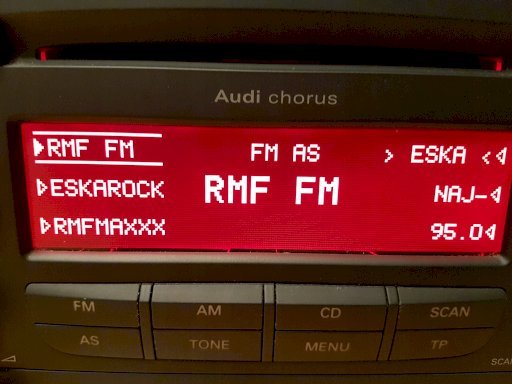 Audi chorus
RMF FM
FM AS
> ESKA <
ESKAROCK
RMF FM
NAJ-
RMFMAXXX
95.0
FM
AM
CD
SCAN
AS
TONE
MENU
TP
SCA